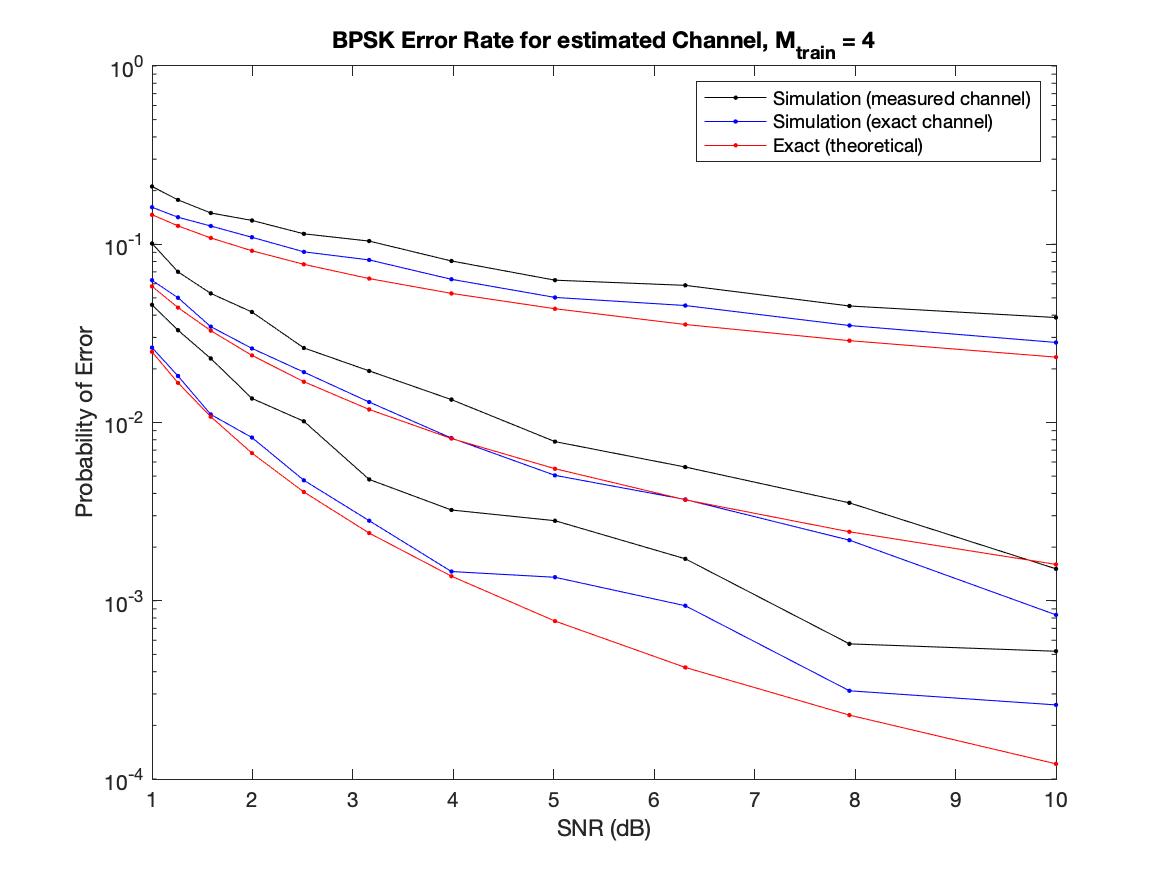 BPSK Error Rate for estimated Channel, M_train = 4
10^0
Simulation (measured channel)
Simulation (exact channel)
Exact (theoretical)
10^-1
10^-2
10^-3
10^-4
Probability of Error
1 2 3 4 5 6 7 8 9 10
SNR (dB)